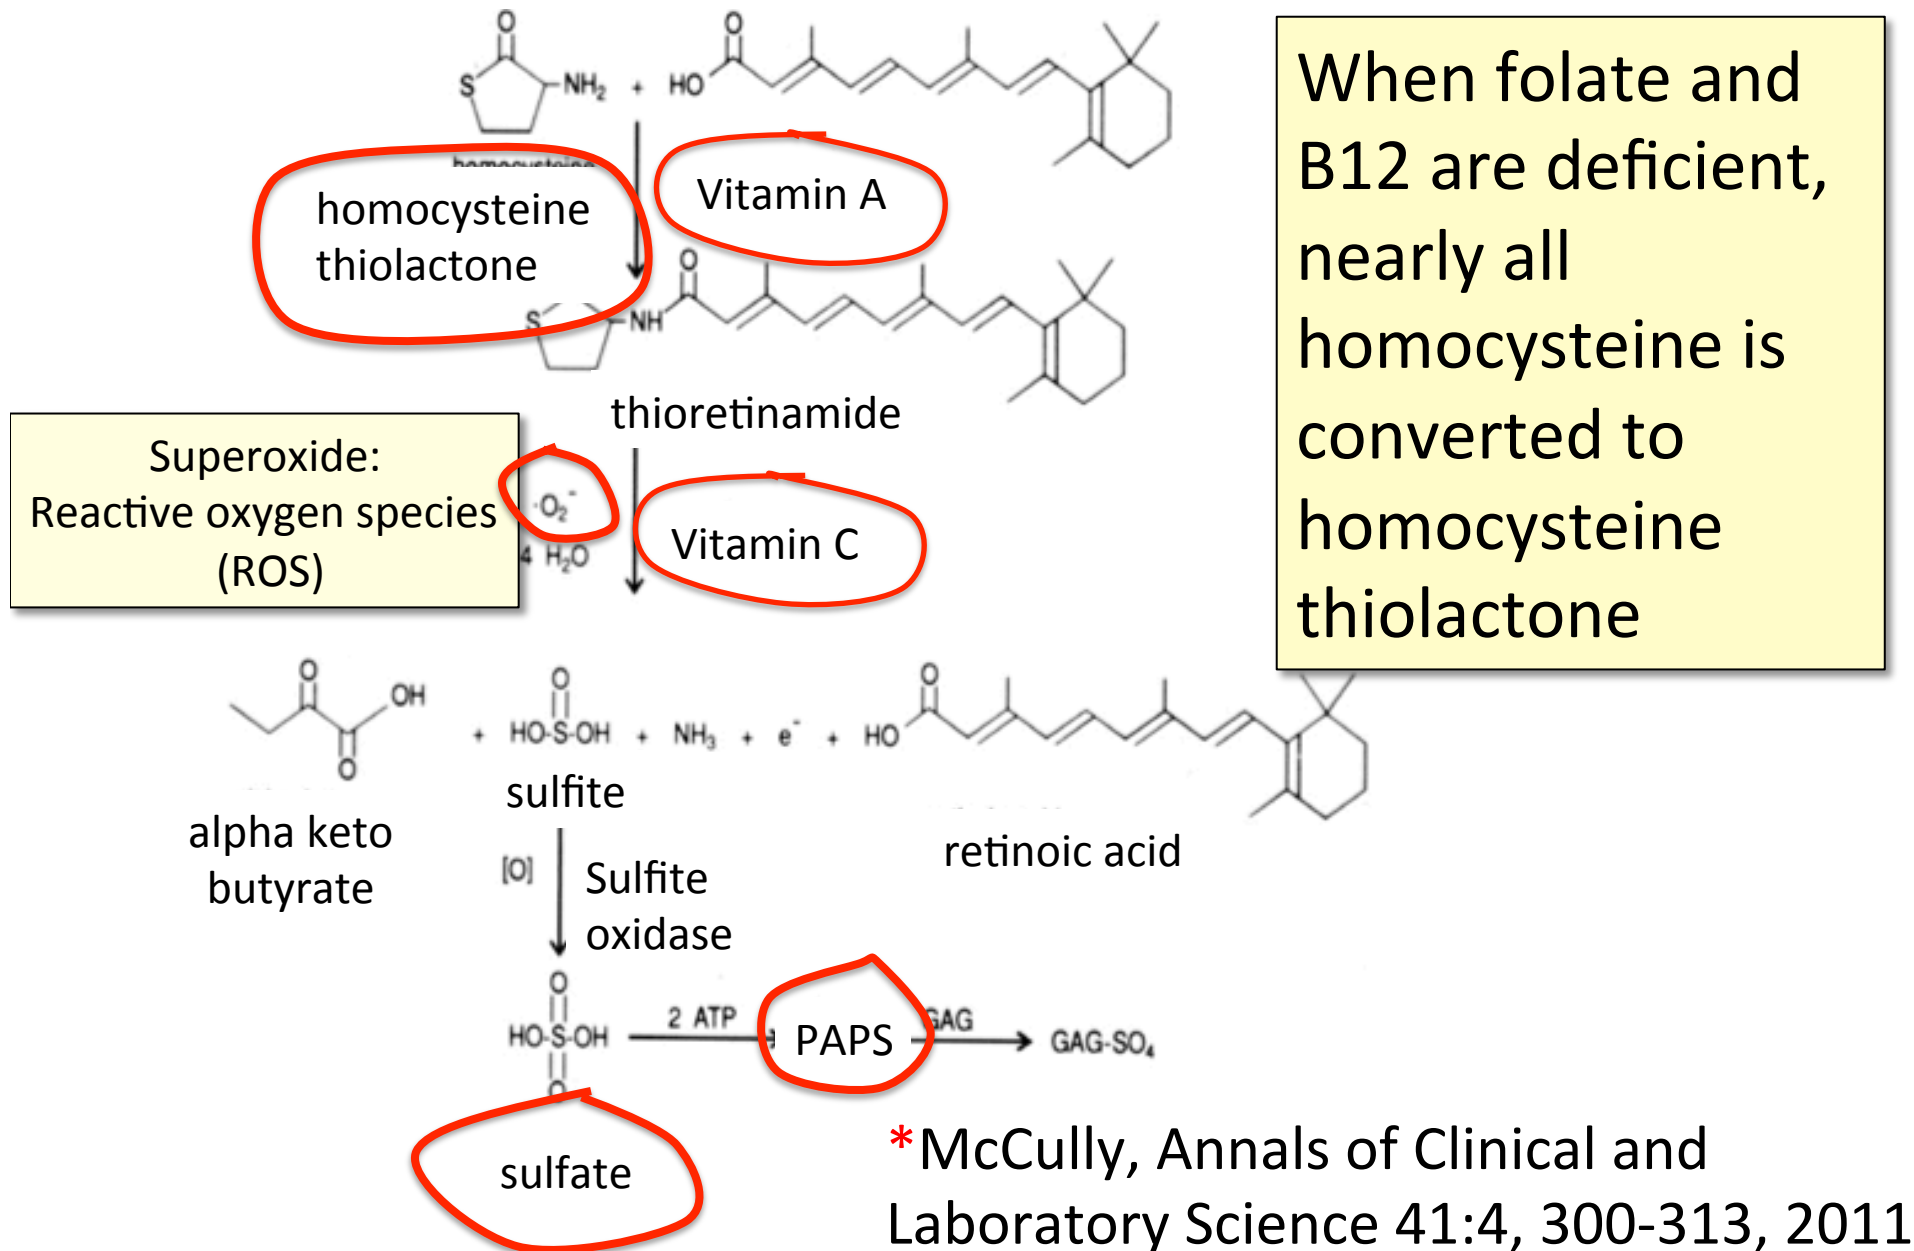 O
S
NH₂
+
HO
O
When folate and
B12 are deficient,
nearly all
homocysteine is
converted to
homocysteine
thiolactone
homocysteine
thiolactone
Vitamin A
O
S
NH
thioretinamide
Superoxide:
Reactive oxygen species
(ROS)
·O₂⁻
4 H₂O
Vitamin C
O
OH
O
+
O
HO-S-OH
+ NH₃ + e⁻ +
HO
O
sulfite
alpha keto
butyrate
retinoic acid
[O]
Sulfite
oxidase
O
HO-S-OH
O
2 ATP
PAPS
GAG
GAG-SO₄
sulfate
*McCully, Annals of Clinical and
Laboratory Science 41:4, 300-313, 2011